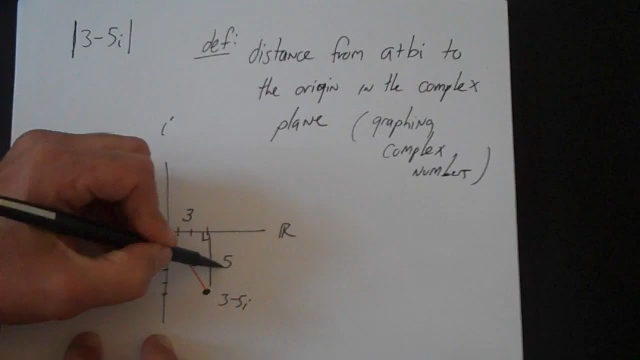 |3-5i|
def: distance from a+bi to
the origin in the complex
plane (graphing
complex
numbers)
i
3
R
5
3-5i